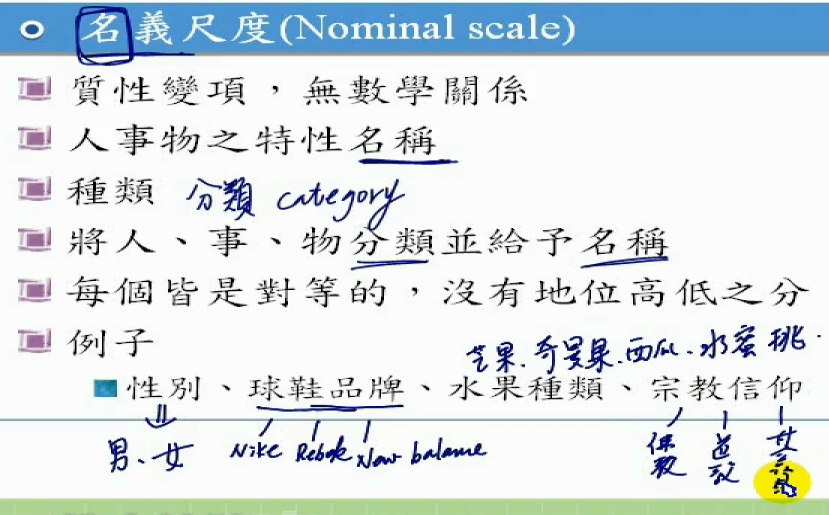 名義尺度(Nominal scale)
質性變項，無數學關係
人事物之特性名稱
種類 分類 category
將人、事、物分類並給予名稱
每個皆是對等的，沒有地位高低之分
例子
芒果.奇異果.西瓜.水蜜桃.
性別、球鞋品牌、水果種類、宗教信仰
男、女 Nike Rebok New balance 佛教 道教